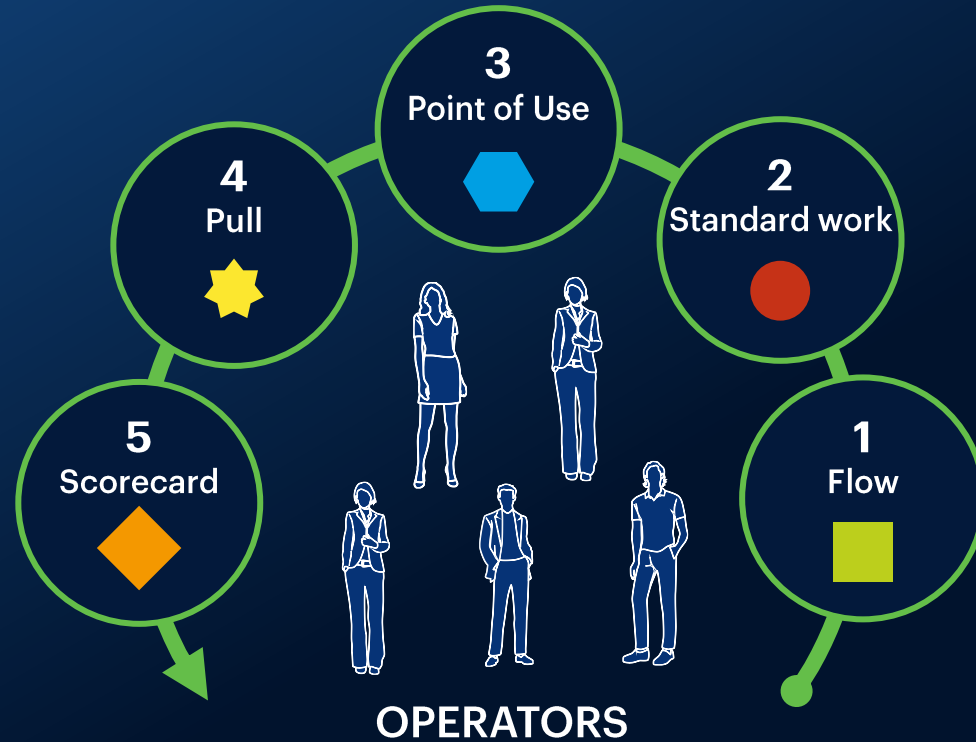 3
Point of Use
4
Pull
2
Standard work
5
Scorecard
1
Flow
OPERATORS